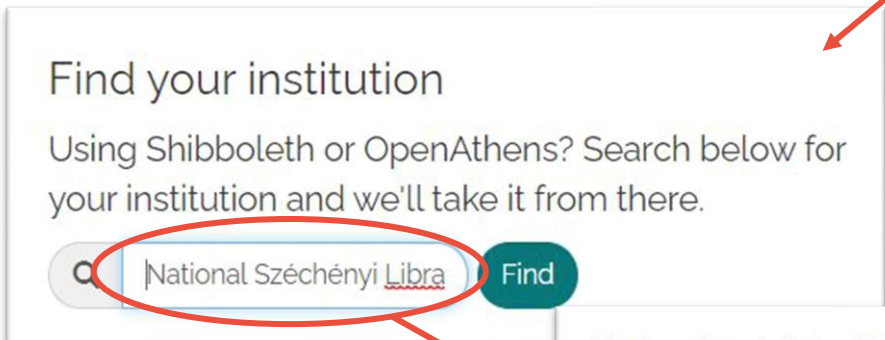 Find your institution
Using Shibboleth or OpenAthens? Search below for
your institution and we'll take it from there.
National Széchényi Libra Find